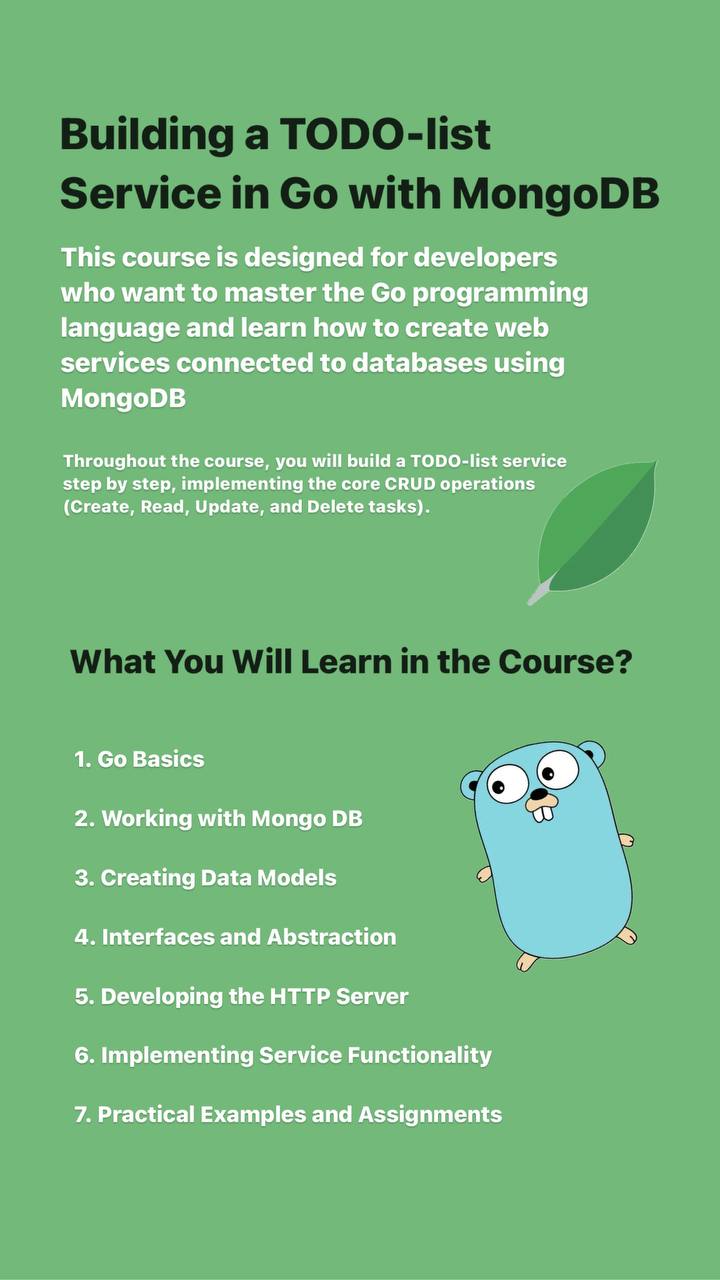 Building a TODO-list
Service in Go with MongoDB
This course is designed for developers
who want to master the Go programming
language and learn how to create web
services connected to databases using
MongoDB
Throughout the course, you will build a TODO-list service
step by step, implementing the core CRUD operations
(Create, Read, Update, and Delete tasks).
What You Will Learn in the Course?
1. Go Basics
2. Working with Mongo DB
3. Creating Data Models
4. Interfaces and Abstraction
5. Developing the HTTP Server
6. Implementing Service Functionality
7. Practical Examples and Assignments